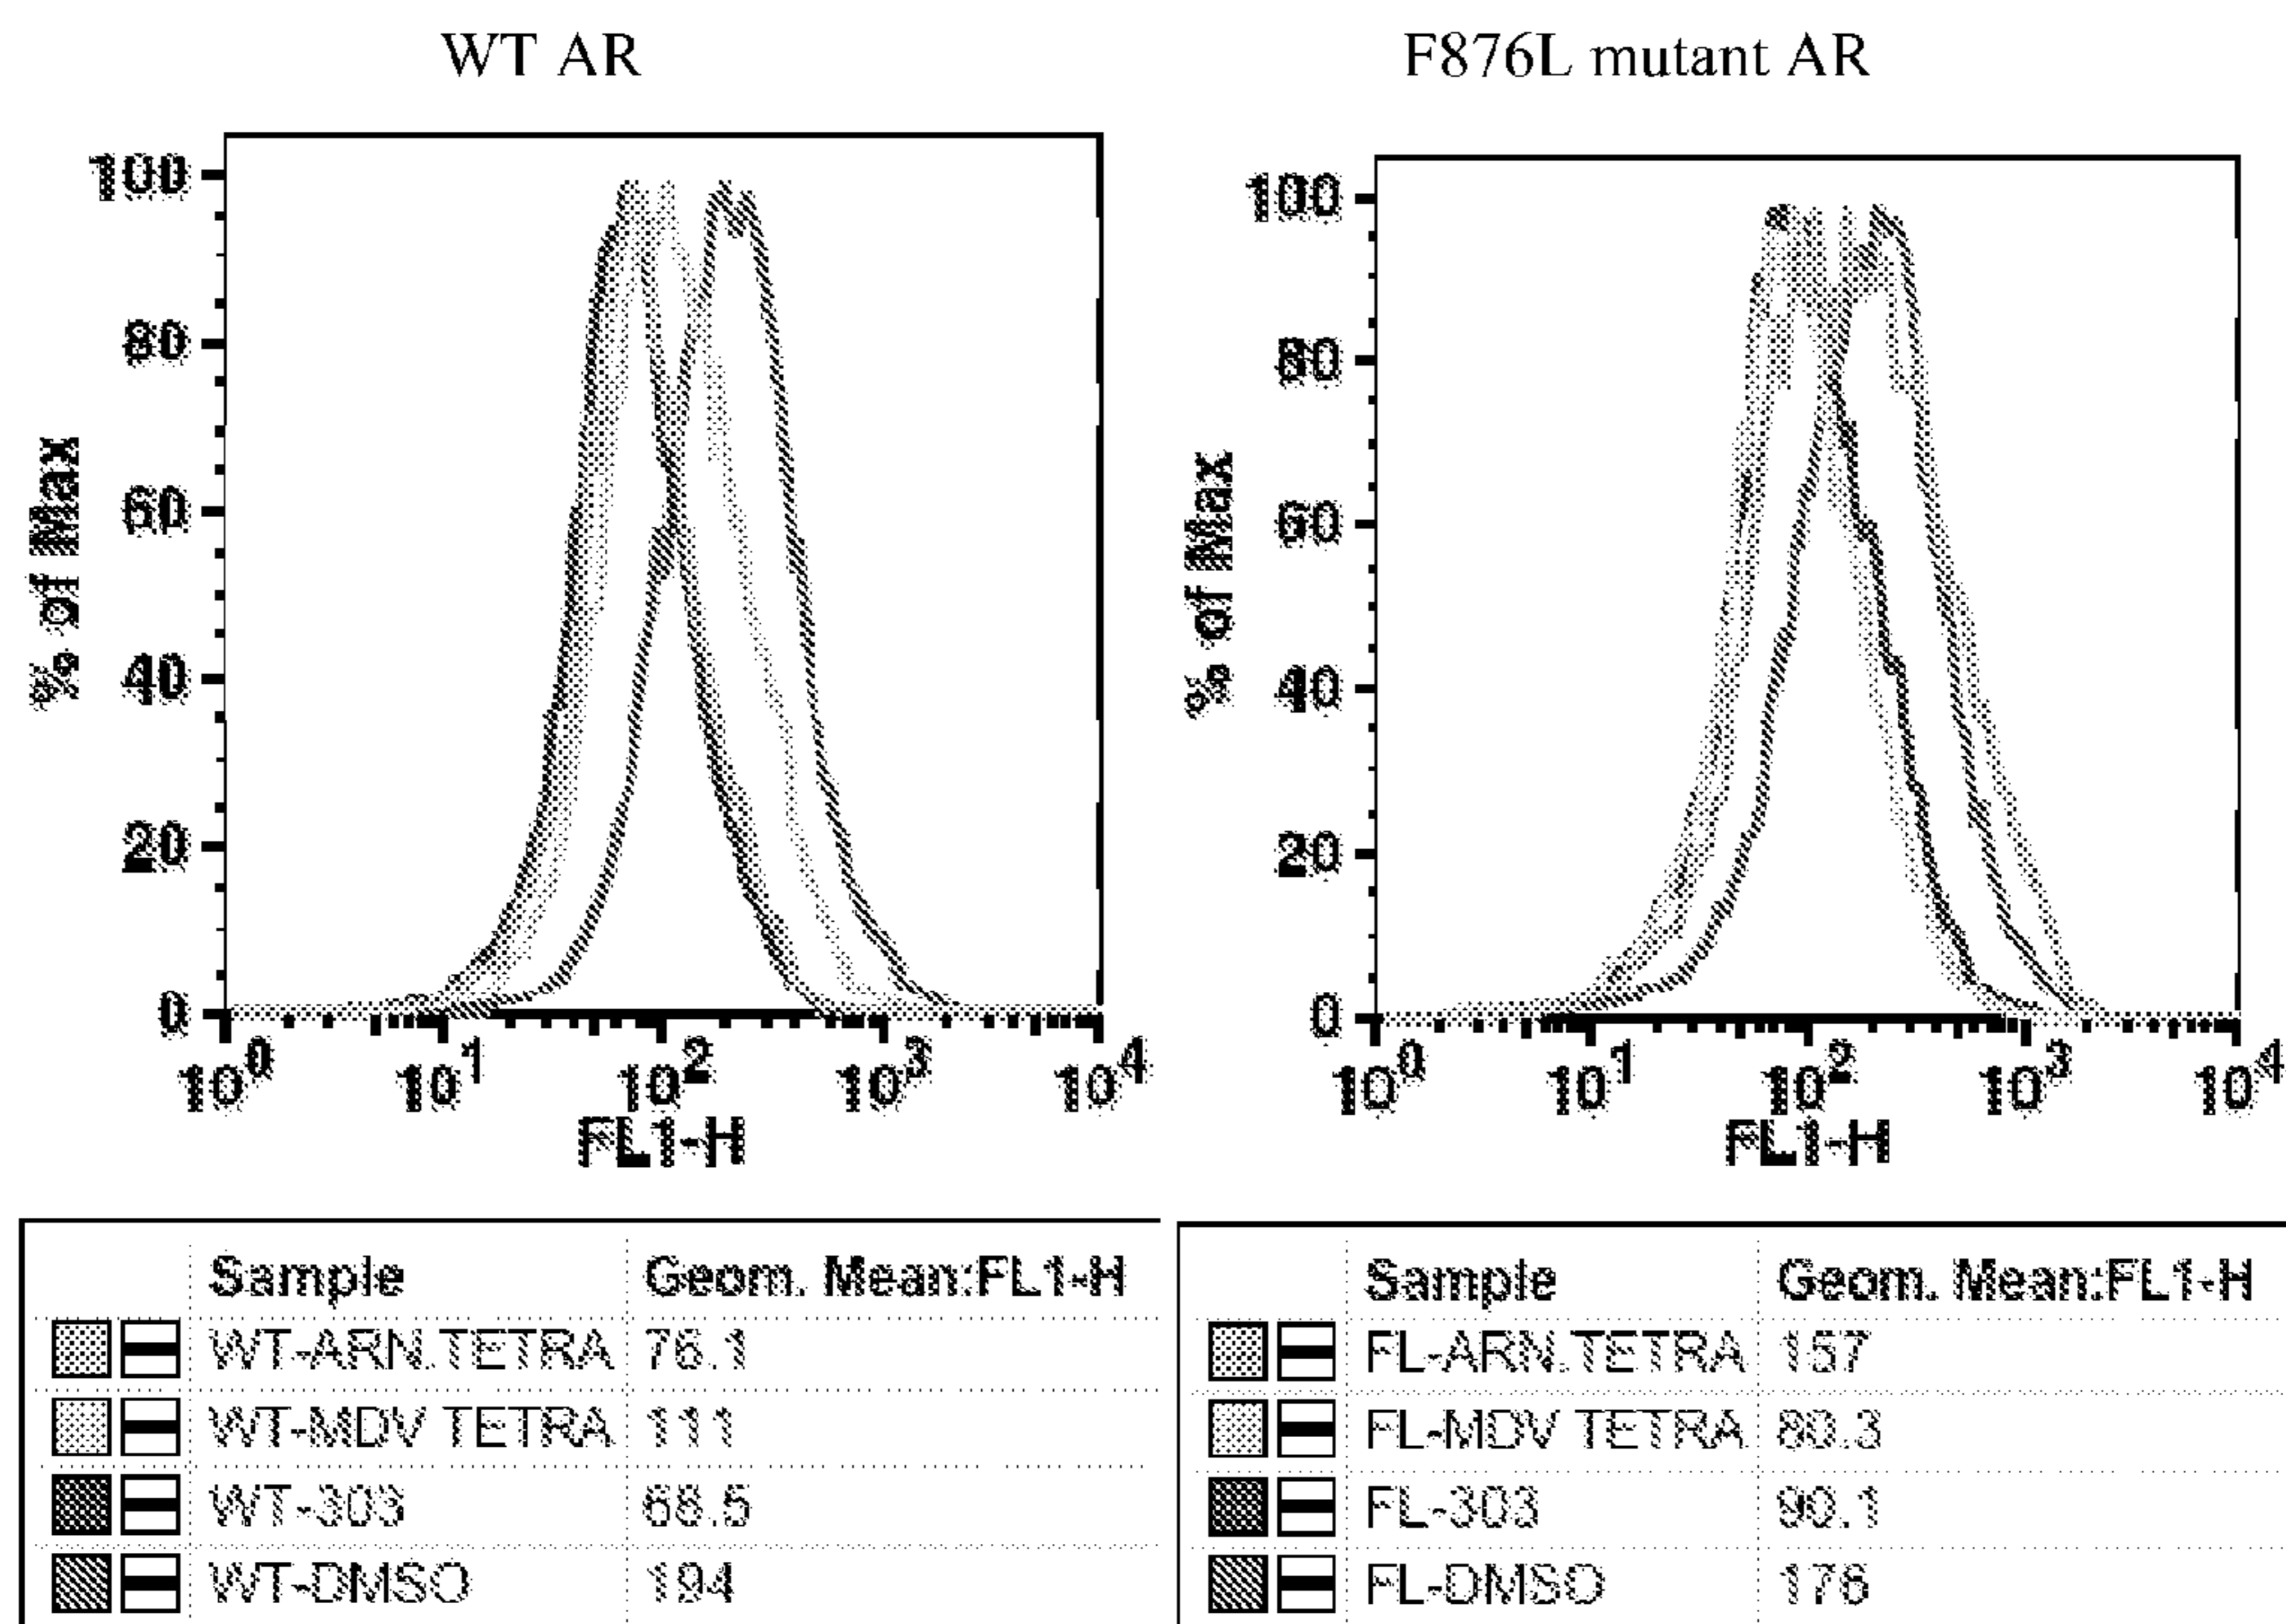 WT AR
F876L mutant AR
100
80
60
40
20
0
% of Max
10^0 10^1 10^2 10^3 10^4
FL1-H
100
80
60
40
20
0
% of Max
10^0 10^1 10^2 10^3 10^4
FL1-H
Sample Geom. Mean:FL1-H
WT-ARN.TETRA 76.1
WT-MDV TETRA 111
WT-303 68.5
WT-DMSO 194
Sample Geom. Mean:FL1-H
FL-ARN.TETRA 157
FL-MDV TETRA 80.3
FL-303 90.1
FL-DMSO 176